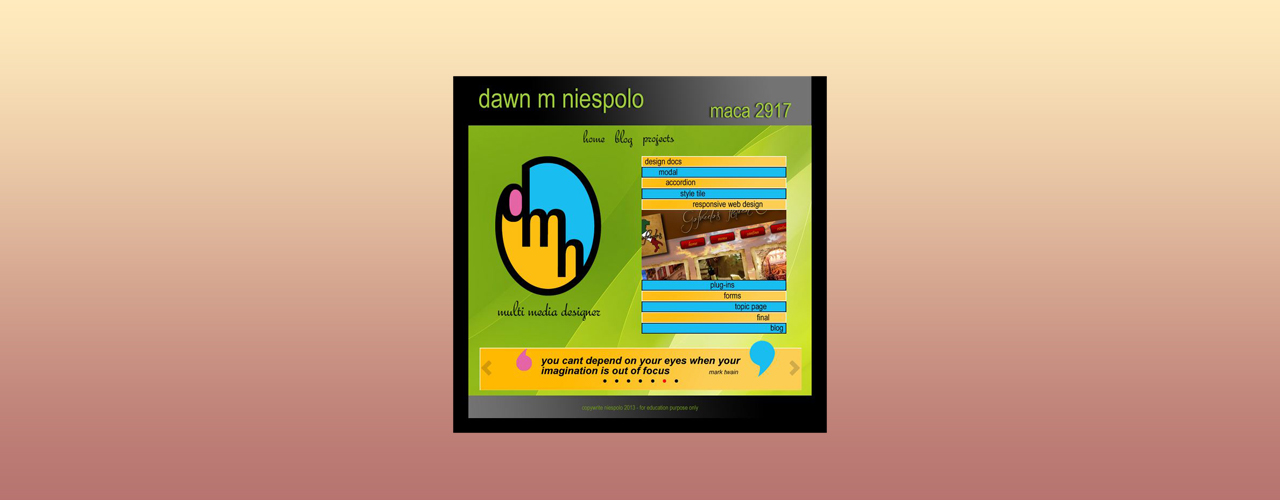 dawn m niespolo
maca 2917
home blog projects
design docs
modal
accordion
style tile
responsive web design
plug-ins
forms
topic page
final
blog
dmn
multi media designer
you cant depend on your eyes when your
imagination is out of focus
mark twain
copywrite niespolo 2013 - for education purpose only